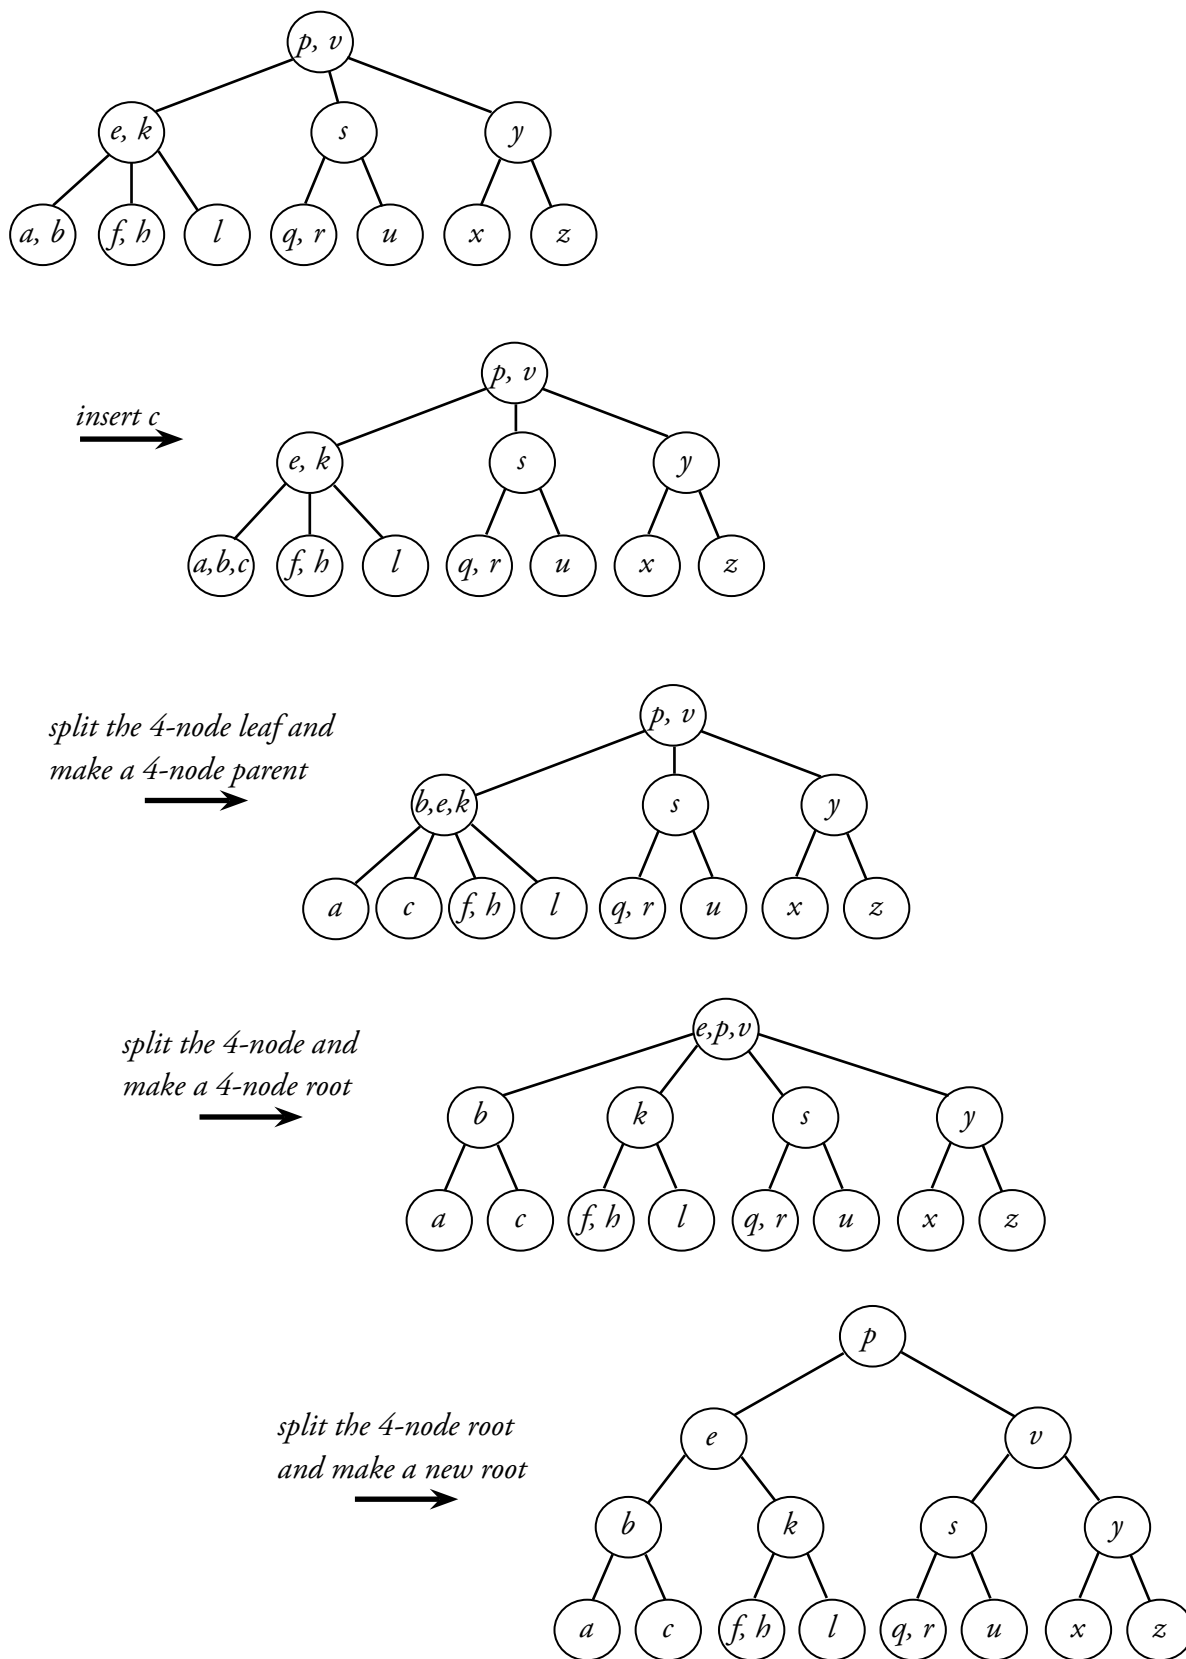 p, v
e, k
s
y
a, b
f, h
l
q, r
u
x
z
insert c
p, v
e, k
s
y
a,b,c
f, h
l
q, r
u
x
z
split the 4-node leaf and
make a 4-node parent
p, v
b,e,k
s
y
a
c
f, h
l
q, r
u
x
z
split the 4-node and
make a 4-node root
e,p,v
b
k
s
y
a
c
f, h
l
q, r
u
x
z
split the 4-node root
and make a new root
p
e
v
b
k
s
y
a
c
f, h
l
q, r
u
x
z